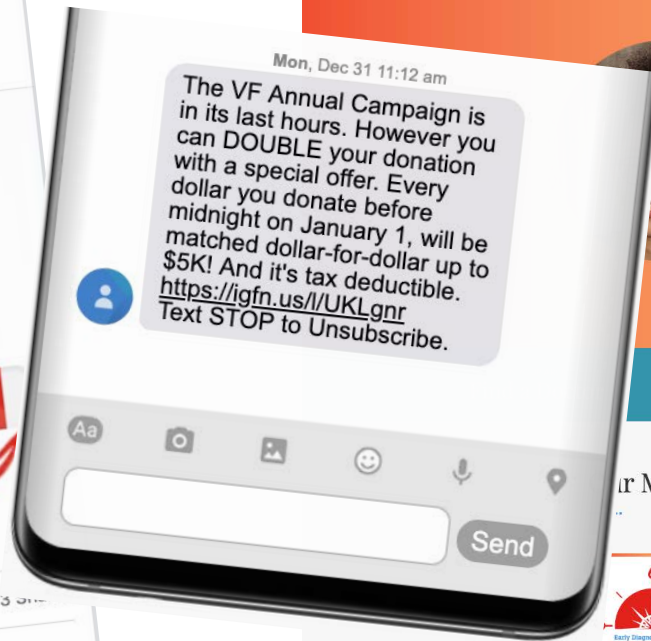 Mon, Dec 31 11:12 am
The VF Annual Campaign is
in its last hours. However you
can DOUBLE your donation
with a special offer. Every
dollar you donate before
midnight on January 1, will be
matched dollar-for-dollar up to
$5K! And it's tax deductible.
https://igfn.us/l/UKLgnr
Text STOP to Unsubscribe.
Aa
Send
Early